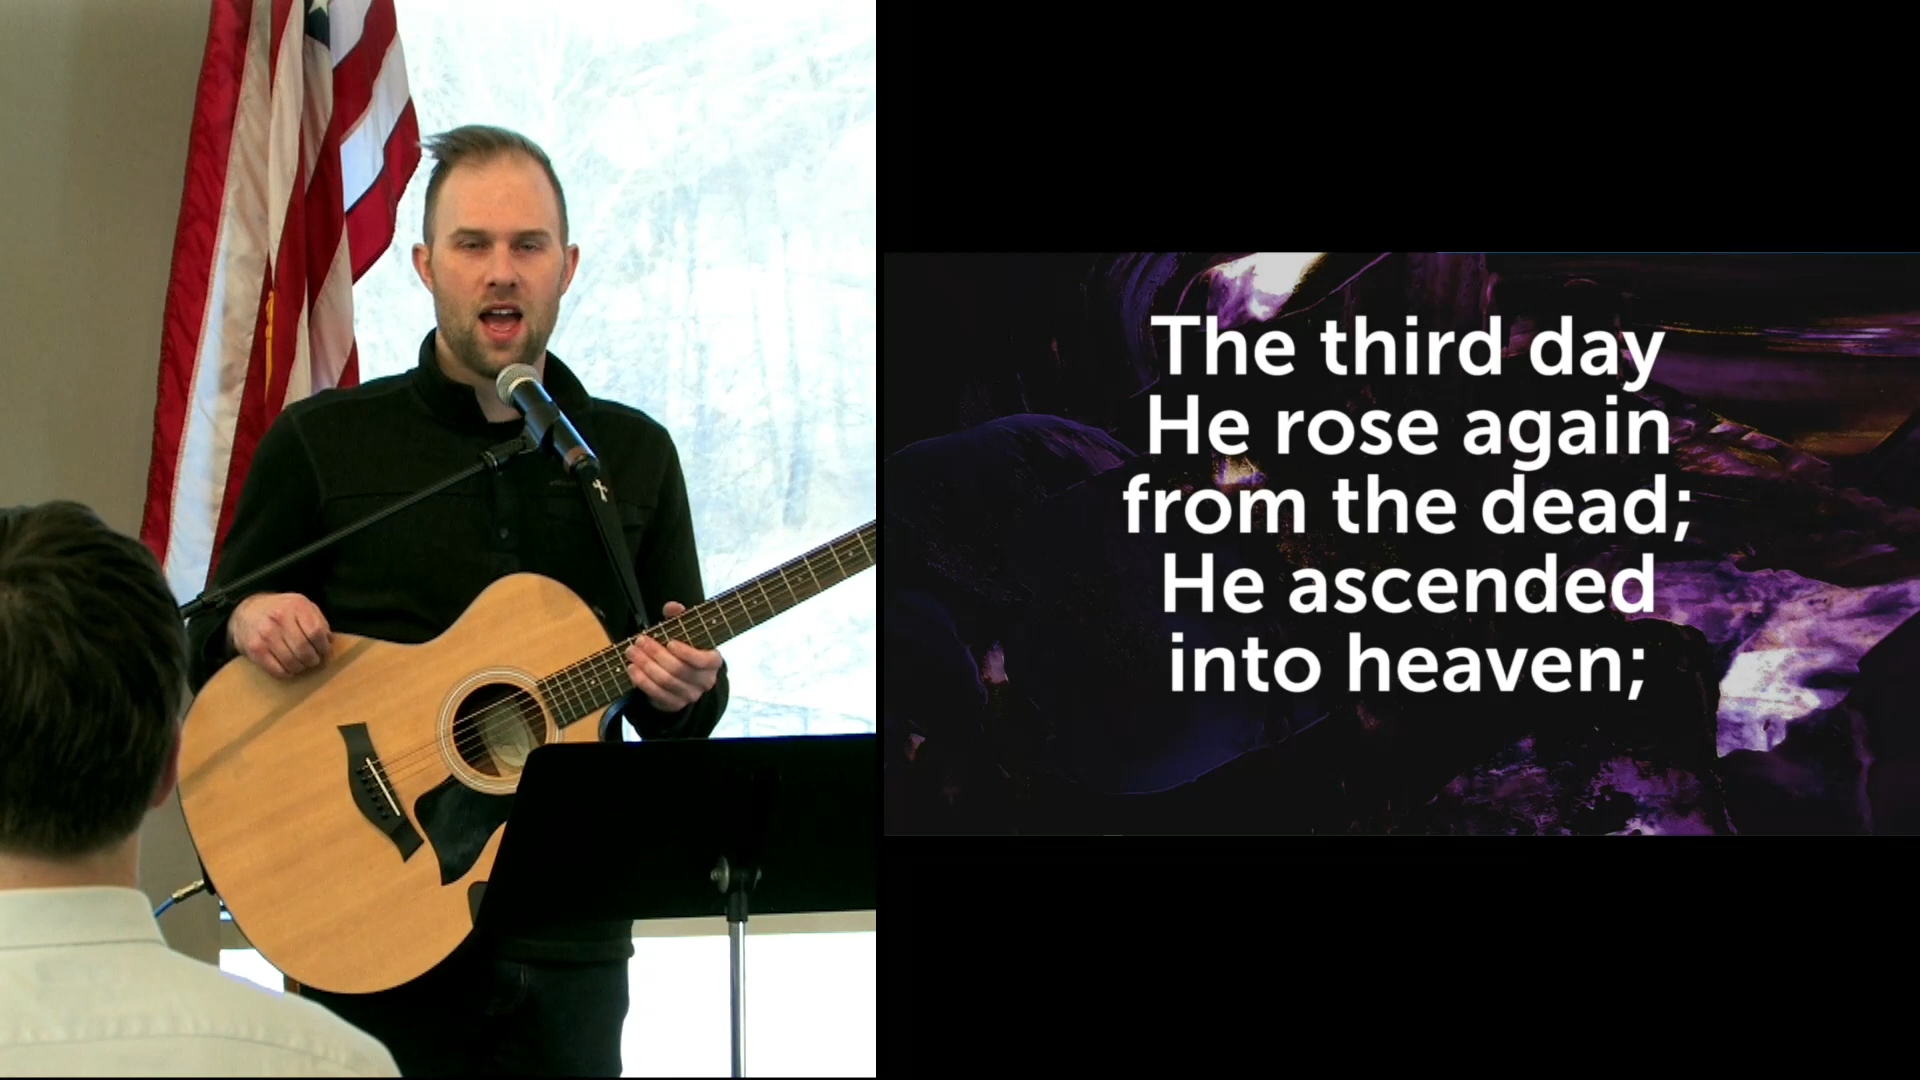 The third day
He rose again
from the dead;
He ascended
into heaven;